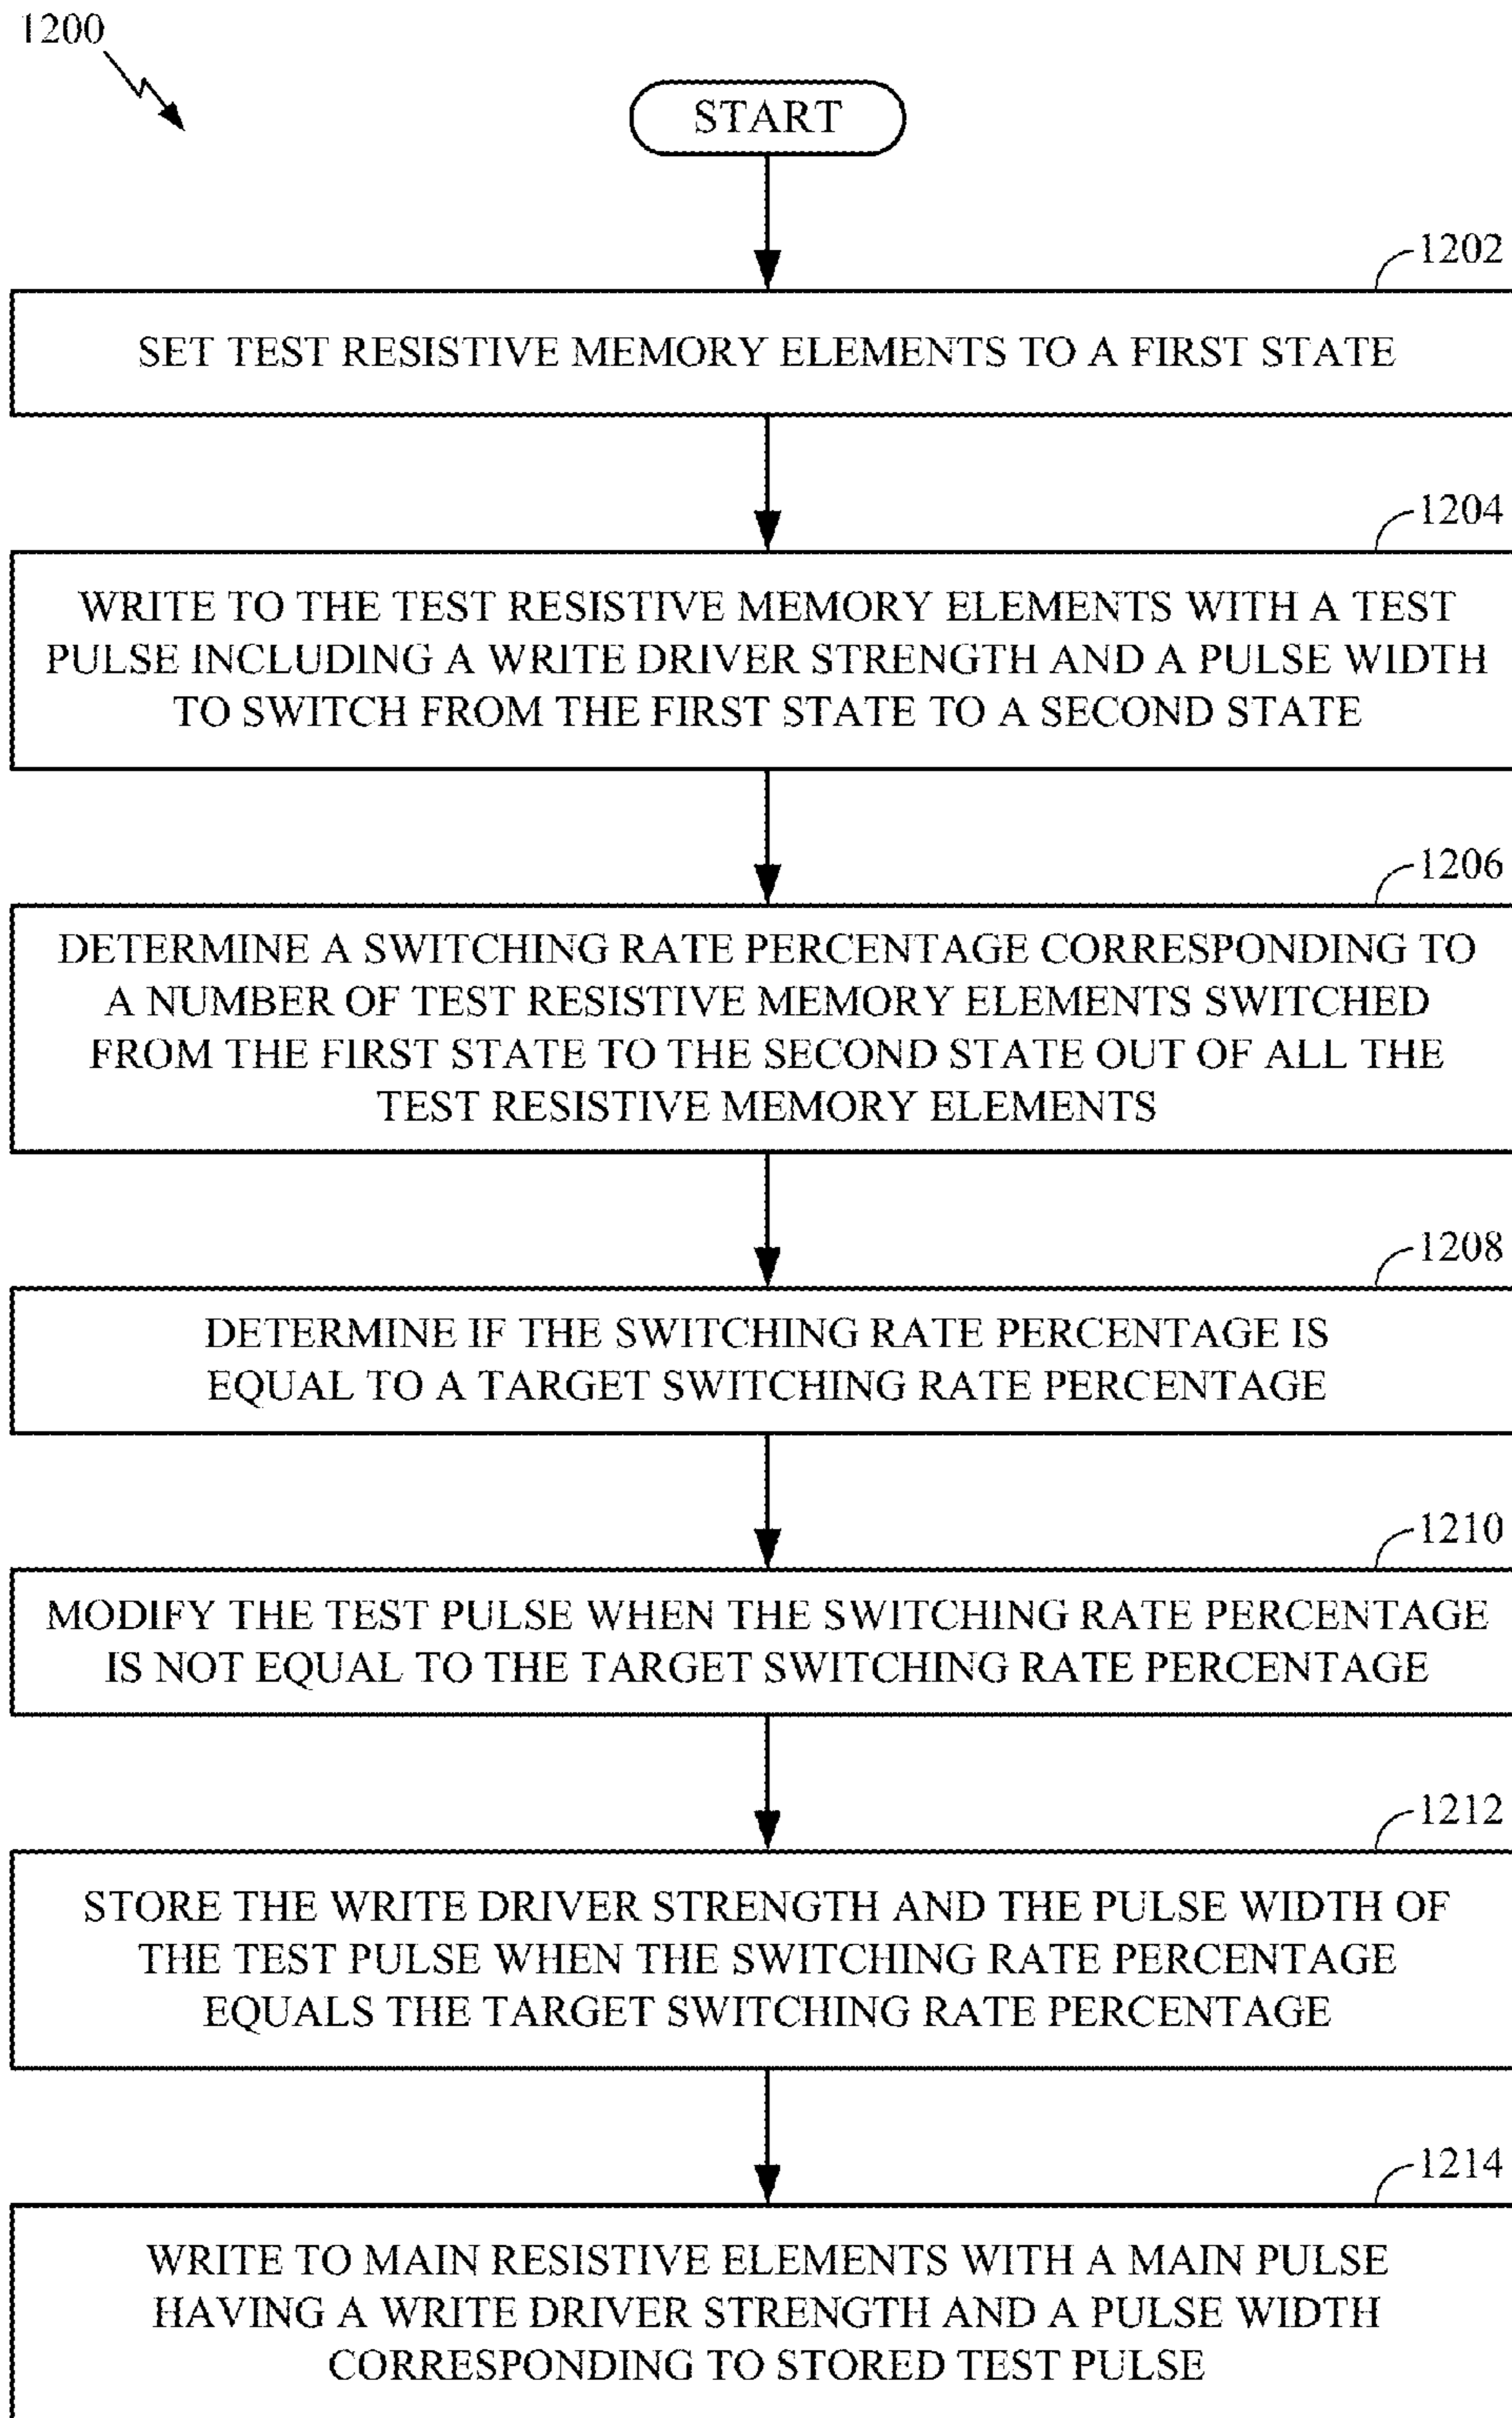 1200
START
1202
SET TEST RESISTIVE MEMORY ELEMENTS TO A FIRST STATE
1204
WRITE TO THE TEST RESISTIVE MEMORY ELEMENTS WITH A TEST
PULSE INCLUDING A WRITE DRIVER STRENGTH AND A PULSE WIDTH
TO SWITCH FROM THE FIRST STATE TO A SECOND STATE
1206
DETERMINE A SWITCHING RATE PERCENTAGE CORRESPONDING TO
A NUMBER OF TEST RESISTIVE MEMORY ELEMENTS SWITCHED
FROM THE FIRST STATE TO THE SECOND STATE OUT OF ALL THE
TEST RESISTIVE MEMORY ELEMENTS
1208
DETERMINE IF THE SWITCHING RATE PERCENTAGE IS
EQUAL TO A TARGET SWITCHING RATE PERCENTAGE
1210
MODIFY THE TEST PULSE WHEN THE SWITCHING RATE PERCENTAGE
IS NOT EQUAL TO THE TARGET SWITCHING RATE PERCENTAGE
1212
STORE THE WRITE DRIVER STRENGTH AND THE PULSE WIDTH OF
THE TEST PULSE WHEN THE SWITCHING RATE PERCENTAGE
EQUALS THE TARGET SWITCHING RATE PERCENTAGE
1214
WRITE TO MAIN RESISTIVE ELEMENTS WITH A MAIN PULSE
HAVING A WRITE DRIVER STRENGTH AND A PULSE WIDTH
CORRESPONDING TO STORED TEST PULSE